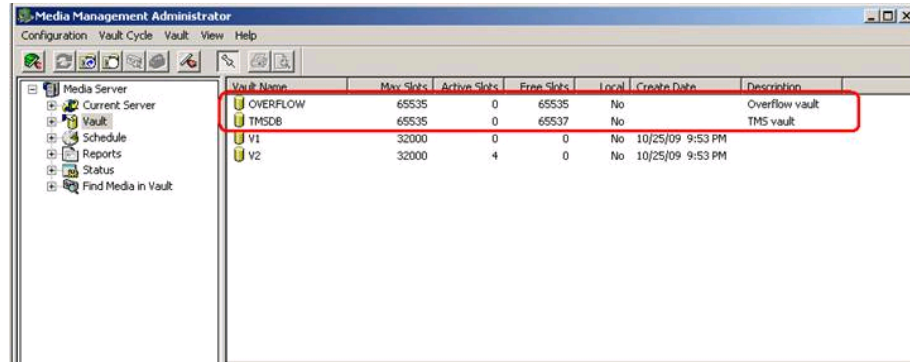 Media Management Administrator
Configuration Vault Cycle Vault View Help
Media Server
Current Server
Vault
Schedule
Reports
Status
Find Media in Vault
Vault Name Max Slots Active Slots Free Slots Local Create Date Description
OVERFLOW 65535 0 65535 No Overflow vault
TMSDB 65535 0 65537 No TMS vault
V1 32000 0 0 No 10/25/09 9:53 PM
V2 32000 4 0 No 10/25/09 9:53 PM